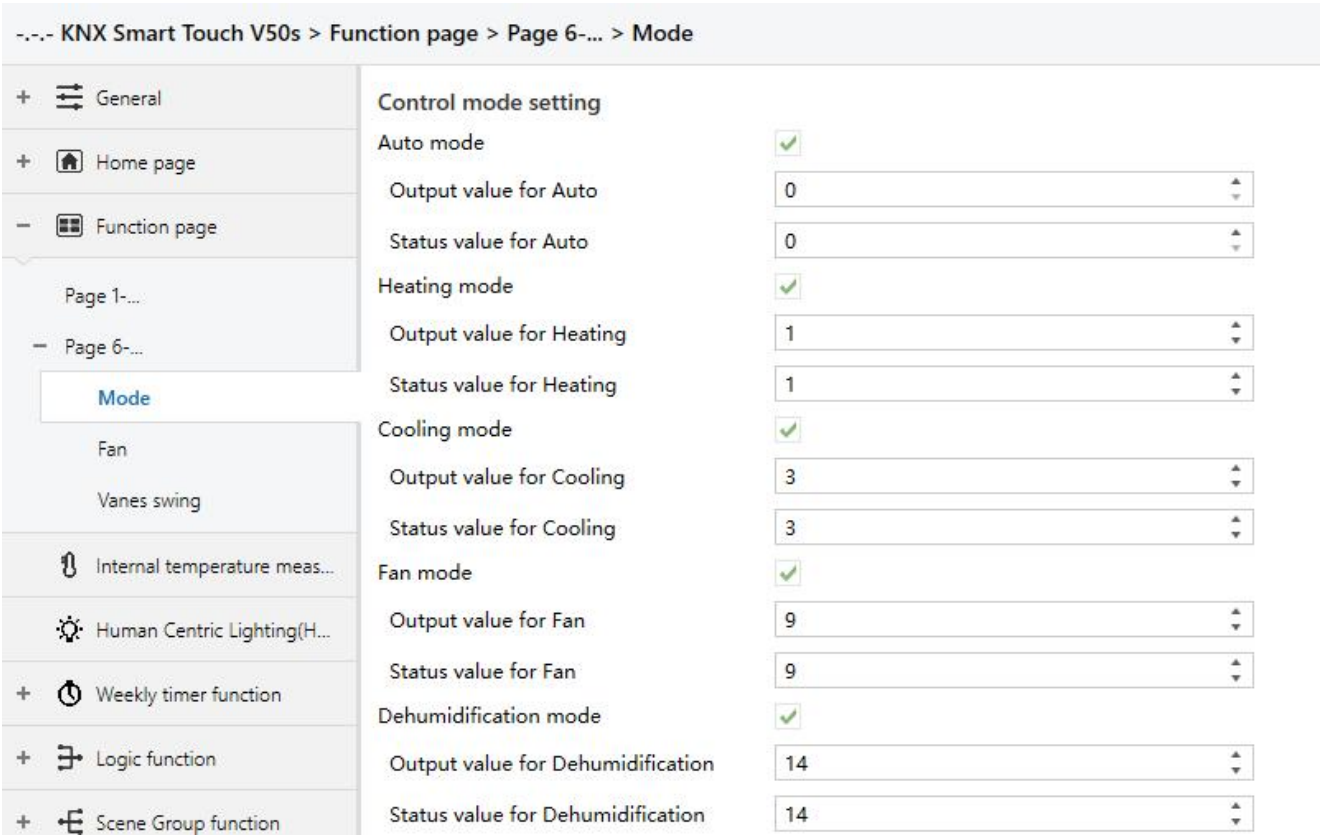 -.-.- KNX Smart Touch V50s > Function page > Page 6-... > Mode
+ General
+ Home page
− Function page
Page 1-...
− Page 6-...
Mode
Fan
Vanes swing
Internal temperature meas...
Human Centric Lighting(H...
+ Weekly timer function
+ Logic function
+ Scene Group function
Control mode setting
Auto mode
Output value for Auto 0
Status value for Auto 0
Heating mode
Output value for Heating 1
Status value for Heating 1
Cooling mode
Output value for Cooling 3
Status value for Cooling 3
Fan mode
Output value for Fan 9
Status value for Fan 9
Dehumidification mode
Output value for Dehumidification 14
Status value for Dehumidification 14